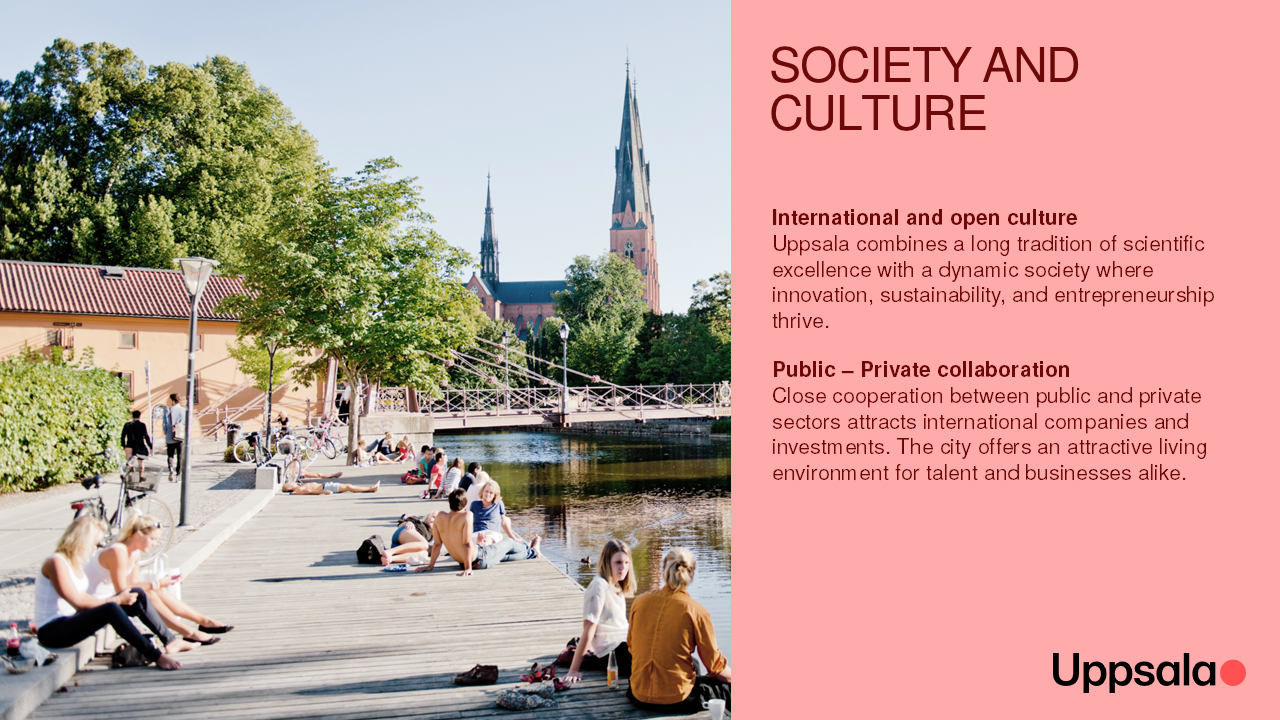 SOCIETY AND
CULTURE
International and open culture
Uppsala combines a long tradition of scientific
excellence with a dynamic society where
innovation, sustainability, and entrepreneurship
thrive.
Public – Private collaboration
Close cooperation between public and private
sectors attracts international companies and
investments. The city offers an attractive living
environment for talent and businesses alike.
Uppsala